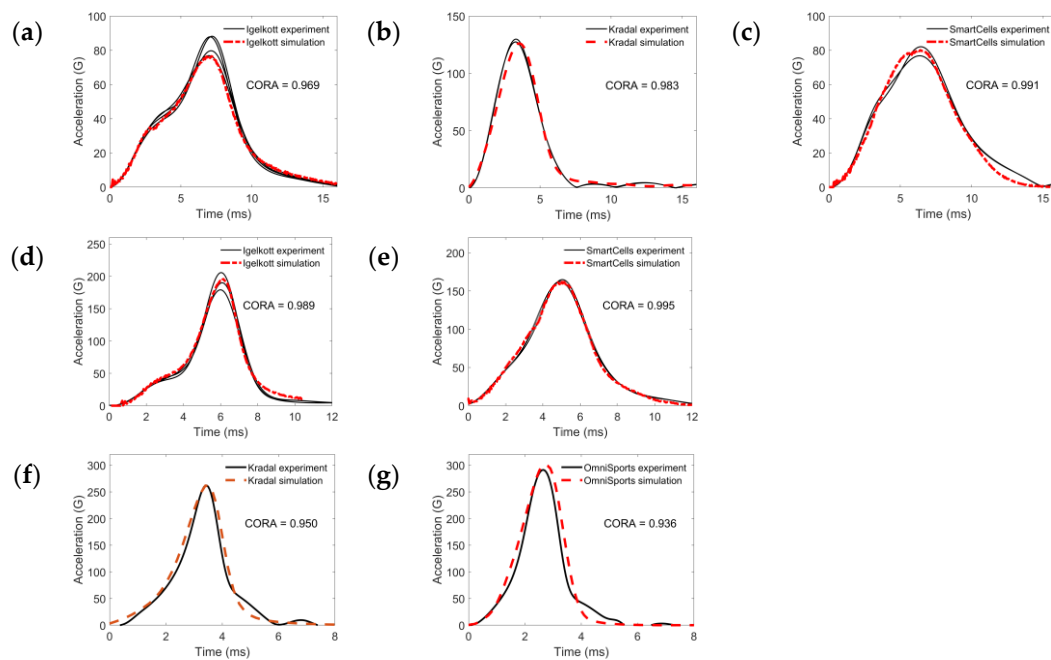 (a)
Acceleration (G)
100
80
60
40
20
0
Igelkott experiment
Igelkott simulation
CORA = 0.969
0 5 10 15
Time (ms)
(b)
Acceleration (G)
150
100
50
0
Kradal experiment
Kradal simulation
CORA = 0.983
0 5 10 15
Time (ms)
(c)
Acceleration (G)
100
80
60
40
20
0
SmartCells experiment
SmartCells simulation
CORA = 0.991
0 5 10 15
Time (ms)
(d)
Acceleration (G)
250
200
150
100
50
0
Igelkott experiment
Igelkott simulation
CORA = 0.989
0 2 4 6 8 10 12
Time (ms)
(e)
Acceleration (G)
200
150
100
50
0
SmartCells experiment
SmartCells simulation
CORA = 0.995
0 2 4 6 8 10 12
Time (ms)
(f)
Acceleration (G)
300
250
200
150
100
50
0
Kradal experiment
Kradal simulation
CORA = 0.950
0 2 4 6 8
Time (ms)
(g)
Acceleration (G)
300
250
200
150
100
50
0
OmniSports experiment
OmniSports simulation
CORA = 0.936
0 2 4 6 8
Time (ms)